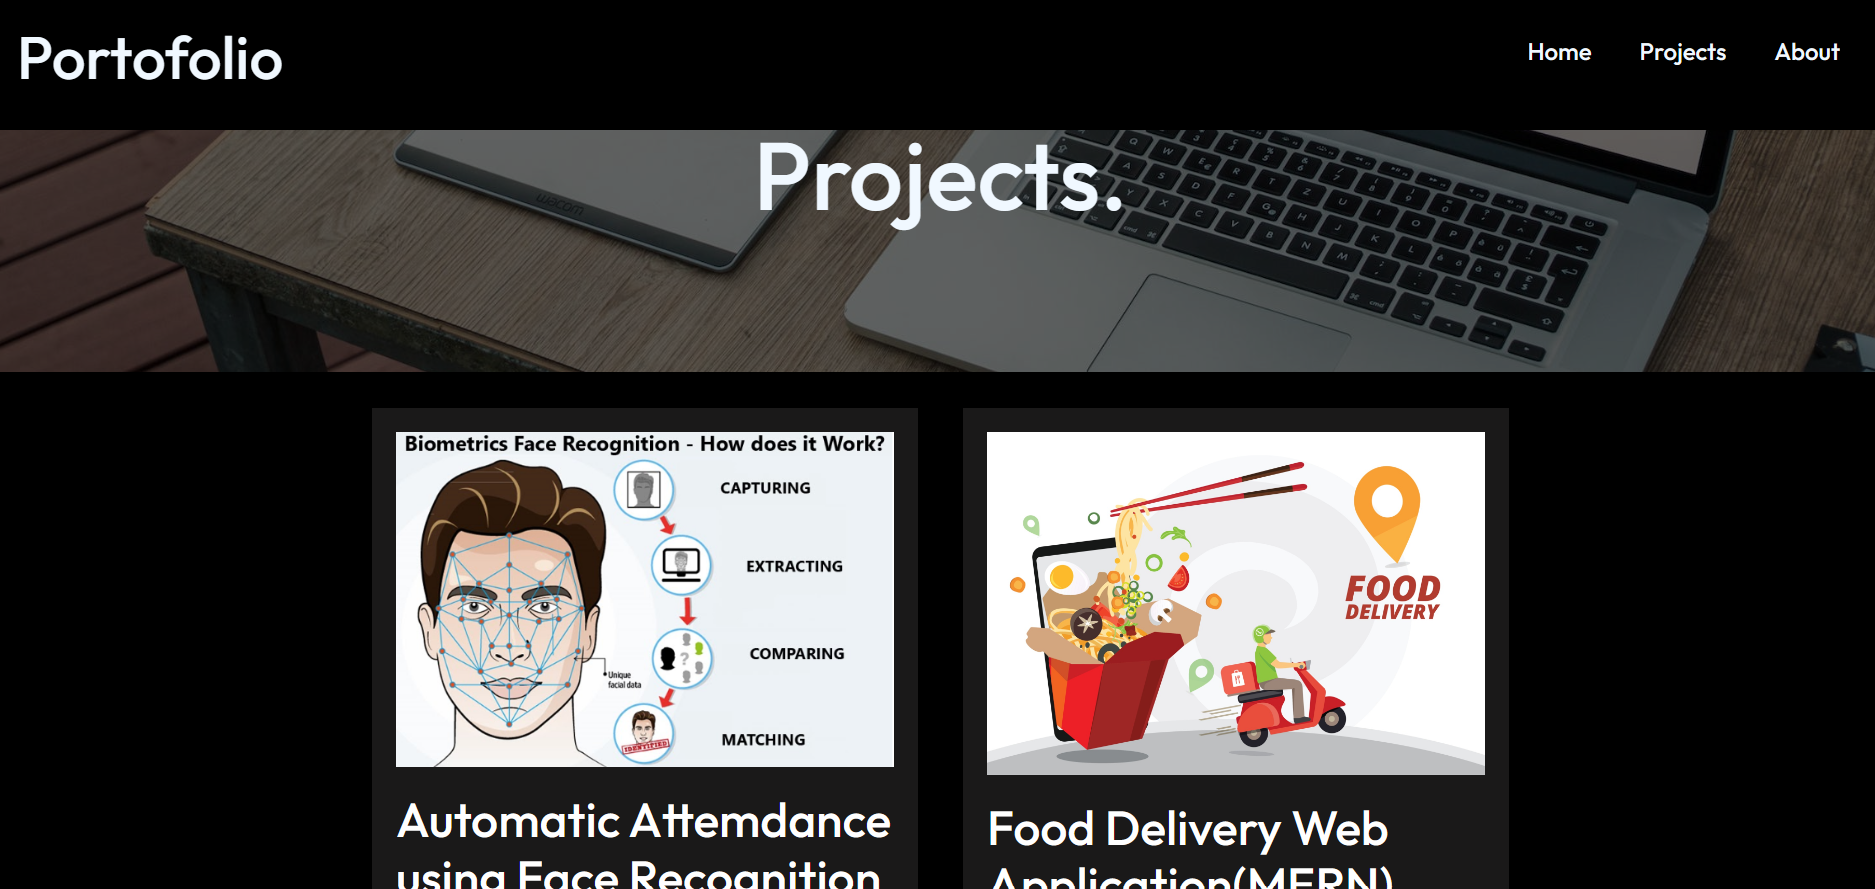 Portofolio
Home Projects About
Projects.
wacom
Biometrics Face Recognition - How does it Work?
CAPTURING
EXTRACTING
COMPARING
Unique
facial data
IDENTIFIED
MATCHING
Automatic Attemdance
using Face Recognition
FOOD
DELIVERY
Food Delivery Web
Application(MERN)